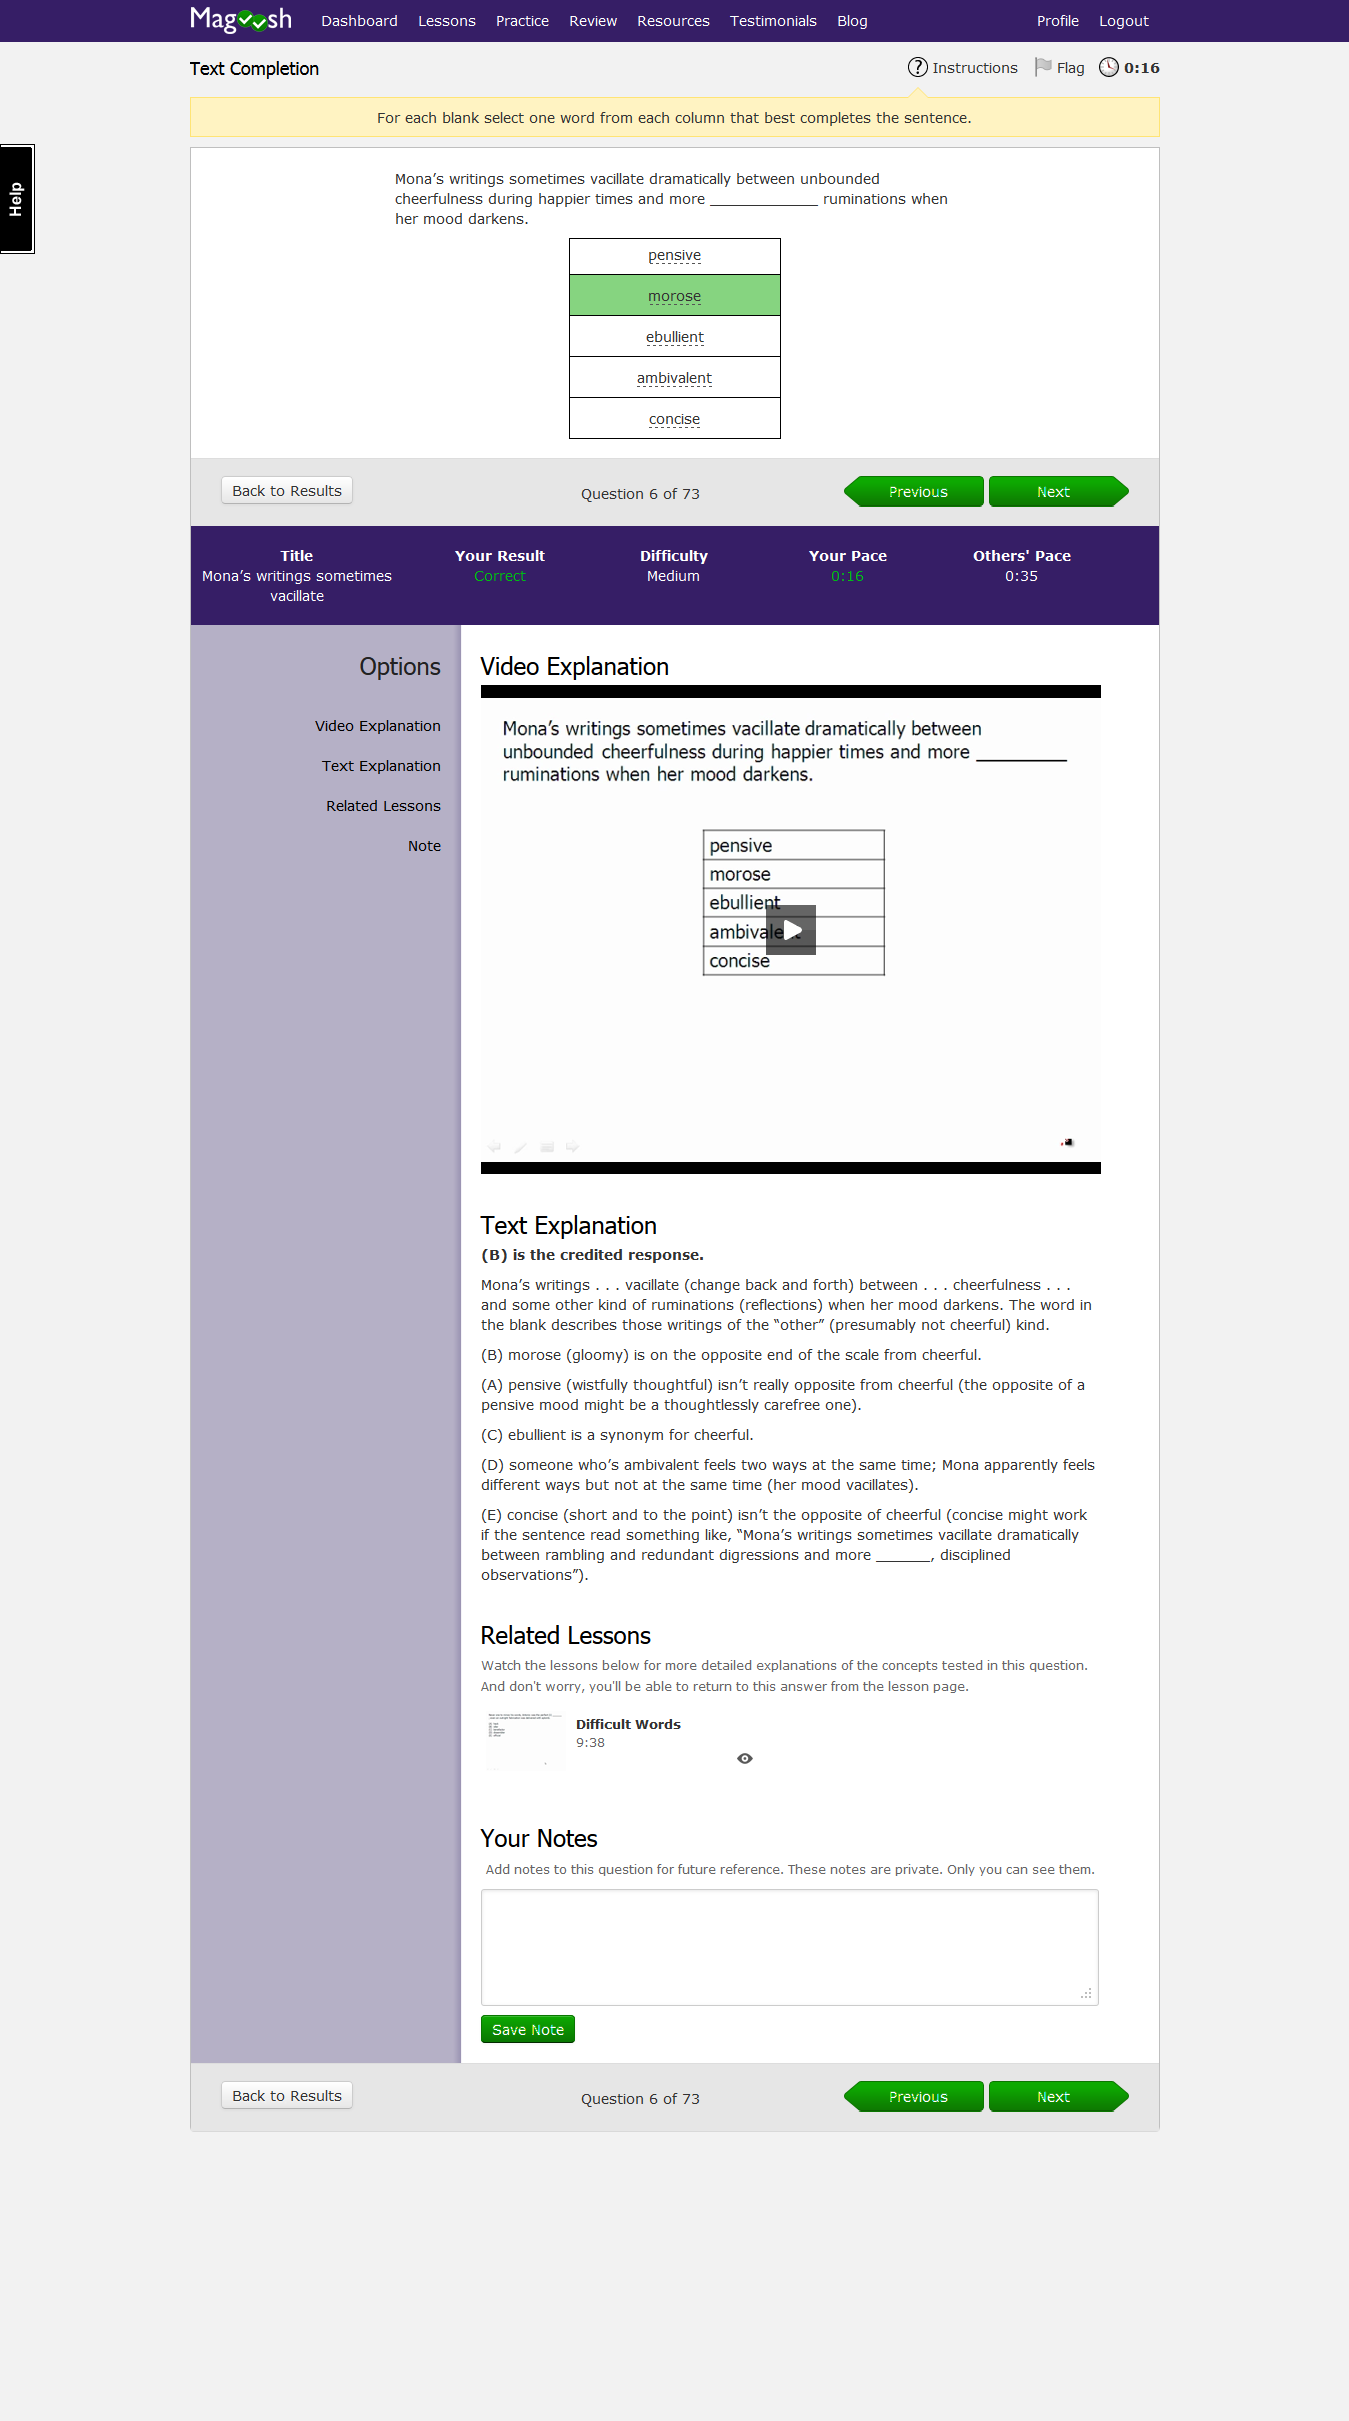 Magoosh Dashboard Lessons Practice Review Resources Testimonials Blog Profile Logout
Text Completion
? Instructions Flag 0:16
For each blank select one word from each column that best completes the sentence.
Help
Mona’s writings sometimes vacillate dramatically between unbounded
cheerfulness during happier times and more ____________ ruminations when
her mood darkens.
pensive
morose
ebullient
ambivalent
concise
Back to Results Question 6 of 73 Previous Next
Title Your Result Difficulty Your Pace Others' Pace
Mona’s writings sometimes Correct Medium 0:16 0:35
vacillate
Options
Video Explanation
Text Explanation
Related Lessons
Note
Video Explanation
Mona’s writings sometimes vacillate dramatically between
unbounded cheerfulness during happier times and more _________
ruminations when her mood darkens.
pensive
morose
ebullient
concise
Text Explanation
(B) is the credited response.
Mona’s writings . . . vacillate (change back and forth) between . . . cheerfulness . . .
and some other kind of ruminations (reflections) when her mood darkens. The word in
the blank describes those writings of the “other” (presumably not cheerful) kind.
(B) morose (gloomy) is on the opposite end of the scale from cheerful.
(A) pensive (wistfully thoughtful) isn’t really opposite from cheerful (the opposite of a
pensive mood might be a thoughtlessly carefree one).
(C) ebullient is a synonym for cheerful.
(D) someone who’s ambivalent feels two ways at the same time; Mona apparently feels
different ways but not at the same time (her mood vacillates).
(E) concise (short and to the point) isn’t the opposite of cheerful (concise might work
if the sentence read something like, “Mona’s writings sometimes vacillate dramatically
between rambling and redundant digressions and more ______, disciplined
observations”).
Related Lessons
Watch the lessons below for more detailed explanations of the concepts tested in this question.
And don't worry, you'll be able to return to this answer from the lesson page.
Difficult Words
9:38
Your Notes
Add notes to this question for future reference. These notes are private. Only you can see them.
Save Note
Back to Results Question 6 of 73 Previous Next